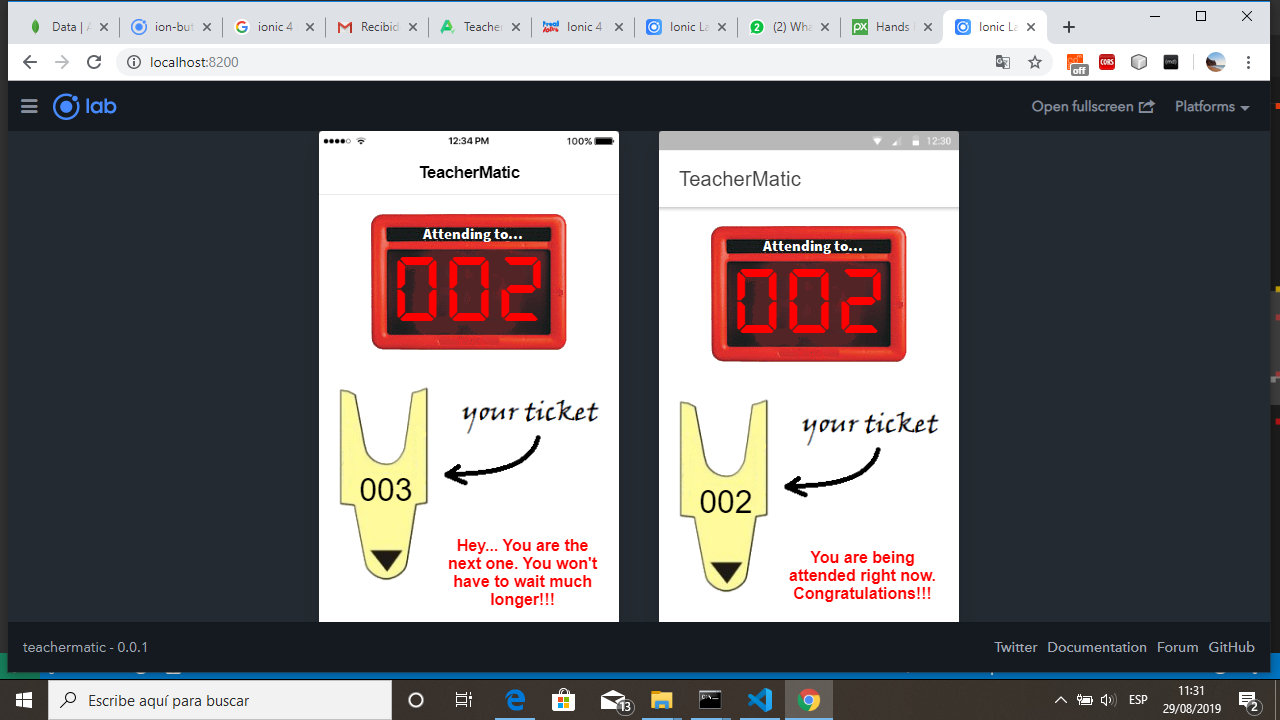 Data | A
ion-but
ionic 4
Recibid
Teacher
Ionic 4
Ionic La
(2) Wha
Hands
Ionic La
localhost:8200
off
CORS
lab
Open fullscreen
Platforms
12:34 PM
100%
TeacherMatic
Attending to...
002
your ticket
003
Hey... You are the
next one. You won't
have to wait much
longer!!!
12:30
TeacherMatic
Attending to...
002
your ticket
002
You are being
attended right now.
Congratulations!!!
teachermatic - 0.0.1
Twitter
Documentation
Forum
GitHub
Escribe aquí para buscar
13
ESP
11:31
29/08/2019
2